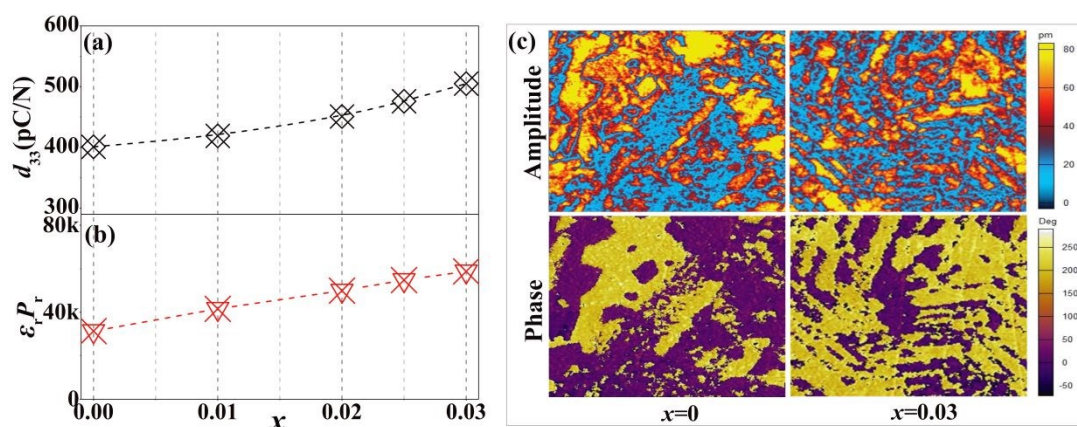 (a)
600
500
400
300
d33(pC/N)
(b)
80k
40k
0
εrPr
0.00
0.01
0.02
0.03
x
(c)
Amplitude
Phase
pm
80
60
40
20
0
Deg
250
200
150
100
50
0
-50
x=0
x=0.03